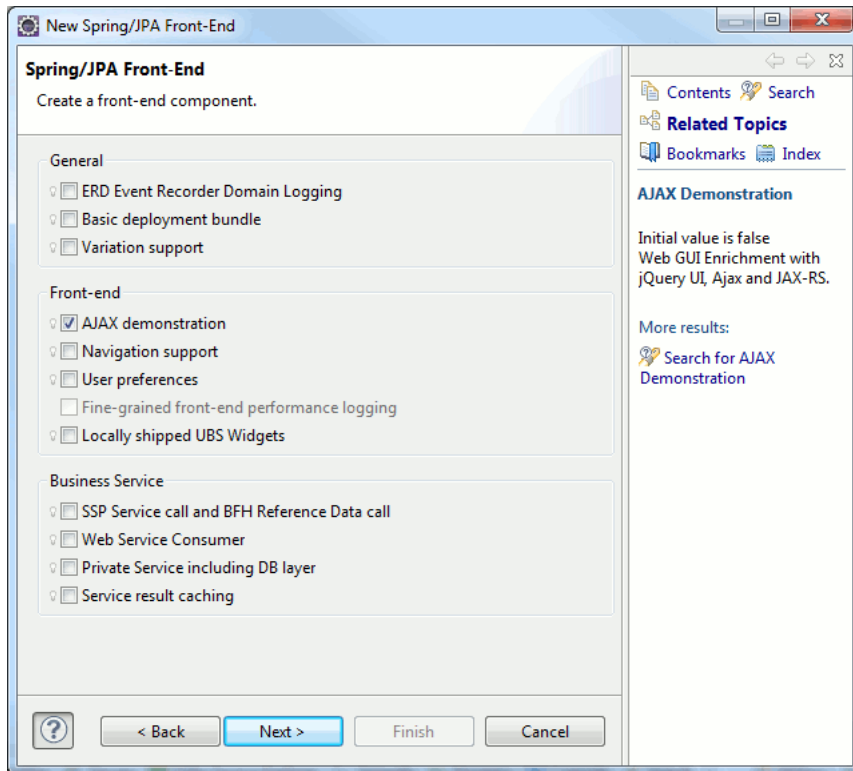 New Spring/JPA Front-End
Spring/JPA Front-End
Create a front-end component.
General
ERD Event Recorder Domain Logging
Basic deployment bundle
Variation support
Front-end
AJAX demonstration
Navigation support
User preferences
Fine-grained front-end performance logging
Locally shipped UBS Widgets
Business Service
SSP Service call and BFH Reference Data call
Web Service Consumer
Private Service including DB layer
Service result caching
< Back
Next >
Finish
Cancel
Contents Search
Related Topics
Bookmarks Index
AJAX Demonstration
Initial value is false
Web GUI Enrichment with
jQuery UI, Ajax and JAX-RS.
More results:
Search for AJAX
Demonstration